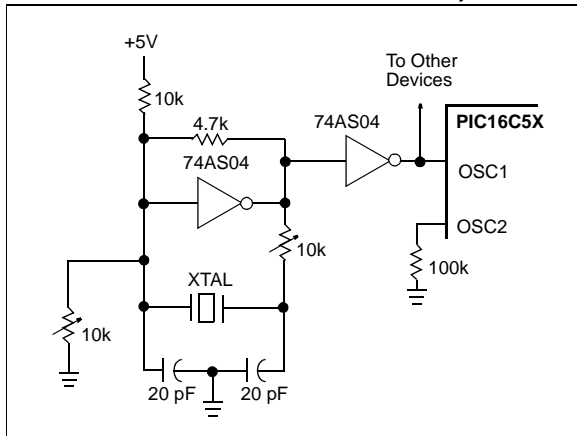 +5V
To Other
Devices
10k
4.7k
74AS04
74AS04
PIC16C5X
OSC1
OSC2
10k
100k
XTAL
10k
20 pF
20 pF